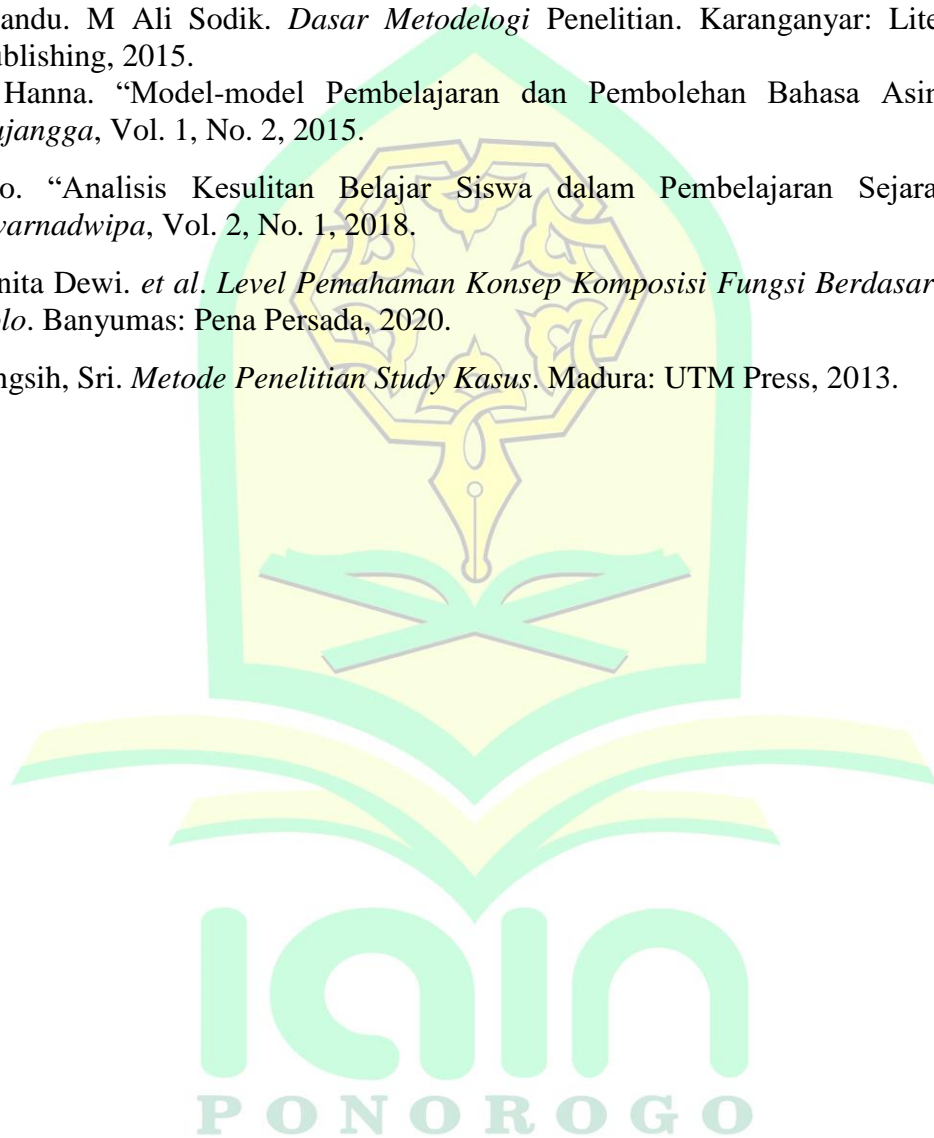 andu. M Ali Sodik. Dasar Metodelogi Penelitian. Karanganyar: Lite
blishing, 2015.
Hanna. “Model-model Pembelajaran dan Pembolehan Bahasa Asin
ujangga, Vol. 1, No. 2, 2015.
o. “Analisis Kesulitan Belajar Siswa dalam Pembelajaran Sejara
varnadwipa, Vol. 2, No. 1, 2018.
nita Dewi. et al. Level Pemahaman Konsep Komposisi Fungsi Berdasar
olo. Banyumas: Pena Persada, 2020.
ngsih, Sri. Metode Penelitian Study Kasus. Madura: UTM Press, 2013.
iain
PONOROGO